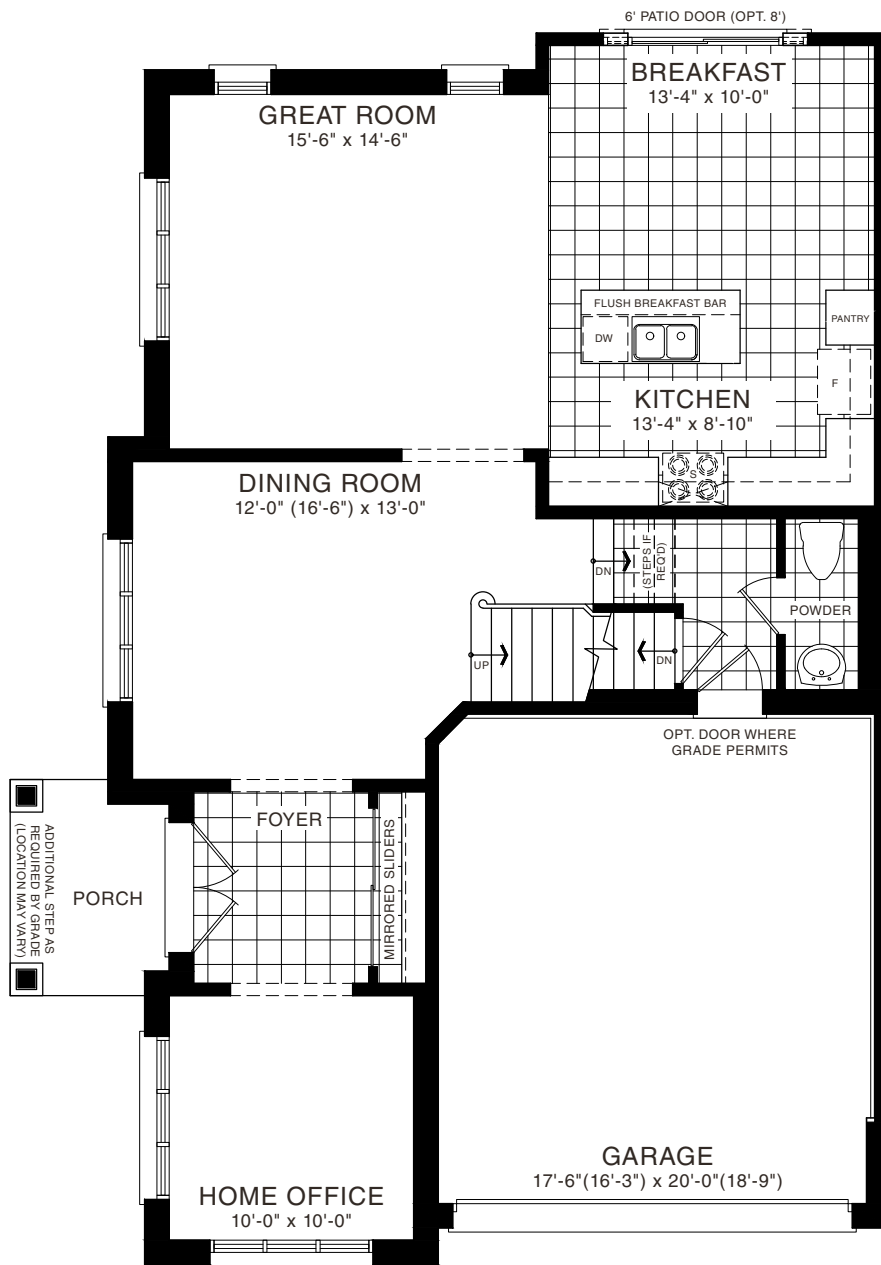 6' PATIO DOOR (OPT. 8')
BREAKFAST
13'-4" x 10'-0"
GREAT ROOM
15'-6" x 14'-6"
FLUSH BREAKFAST BAR
DW
PANTRY
F
KITCHEN
13'-4" x 8'-10"
S
DINING ROOM
12'-0" (16'-6") x 13'-0"
DN
(STEPS IF
REQ'D)
POWDER
UP
DN
OPT. DOOR WHERE
GRADE PERMITS
FOYER
MIRRORED SLIDERS
PORCH
ADDITIONAL STEP AS
REQUIRED BY GRADE
(LOCATION MAY VARY)
GARAGE
17'-6"(16'-3") x 20'-0"(18'-9")
HOME OFFICE
10'-0" x 10'-0"